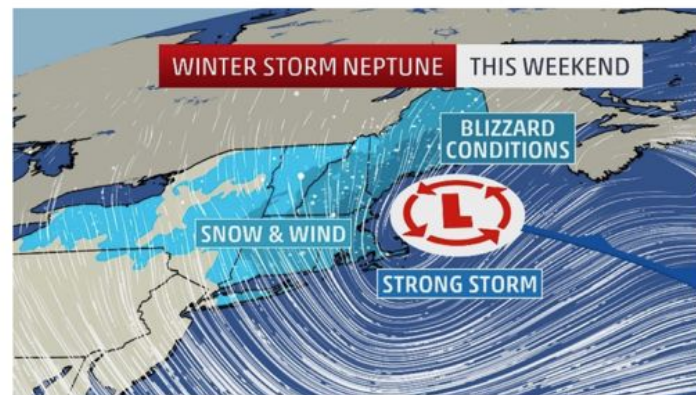 WINTER STORM NEPTUNE THIS WEEKEND
BLIZZARD
CONDITIONS
L
SNOW & WIND
STRONG STORM